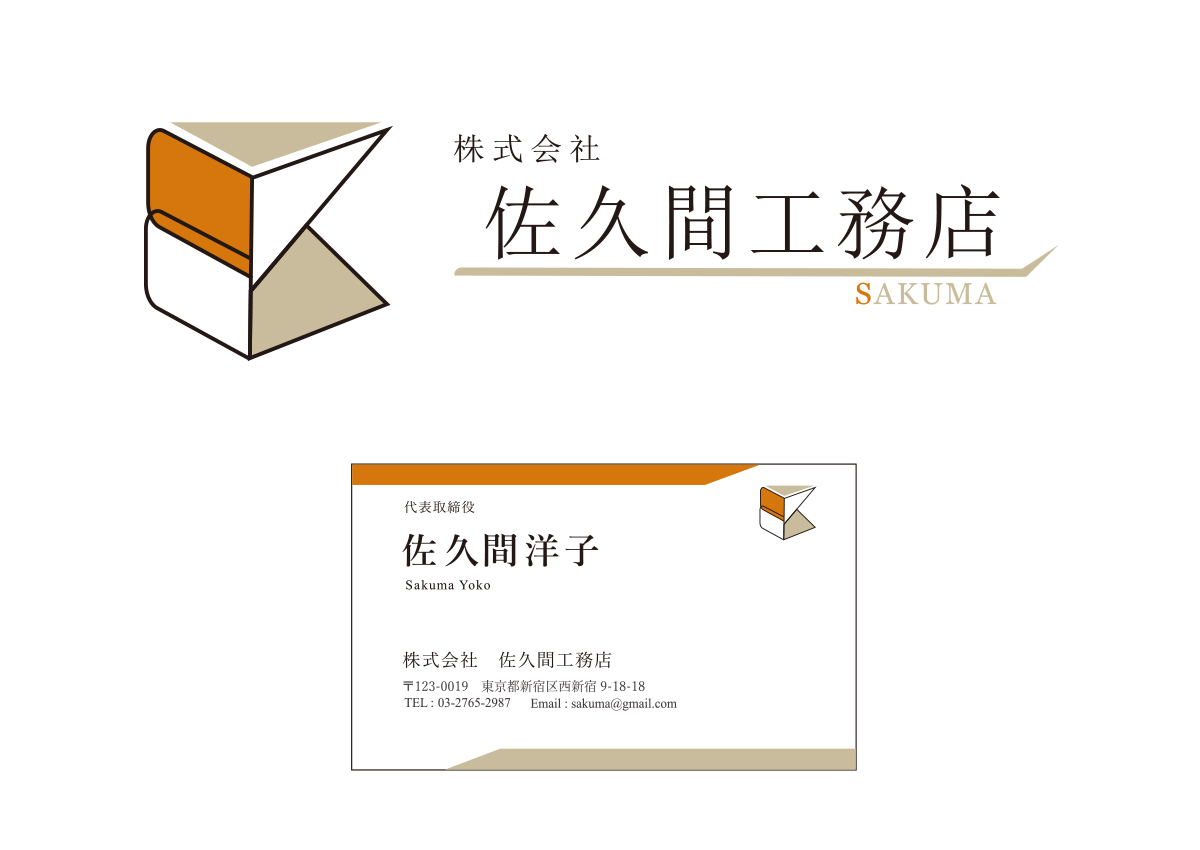 株式会社
佐久間工務店
SAKUMA
代表取締役
佐久間洋子
Sakuma Yoko
株式会社　佐久間工務店
〒123-0019　東京都新宿区西新宿 9-18-18
TEL : 03-2765-2987　Email : sakuma@gmail.com